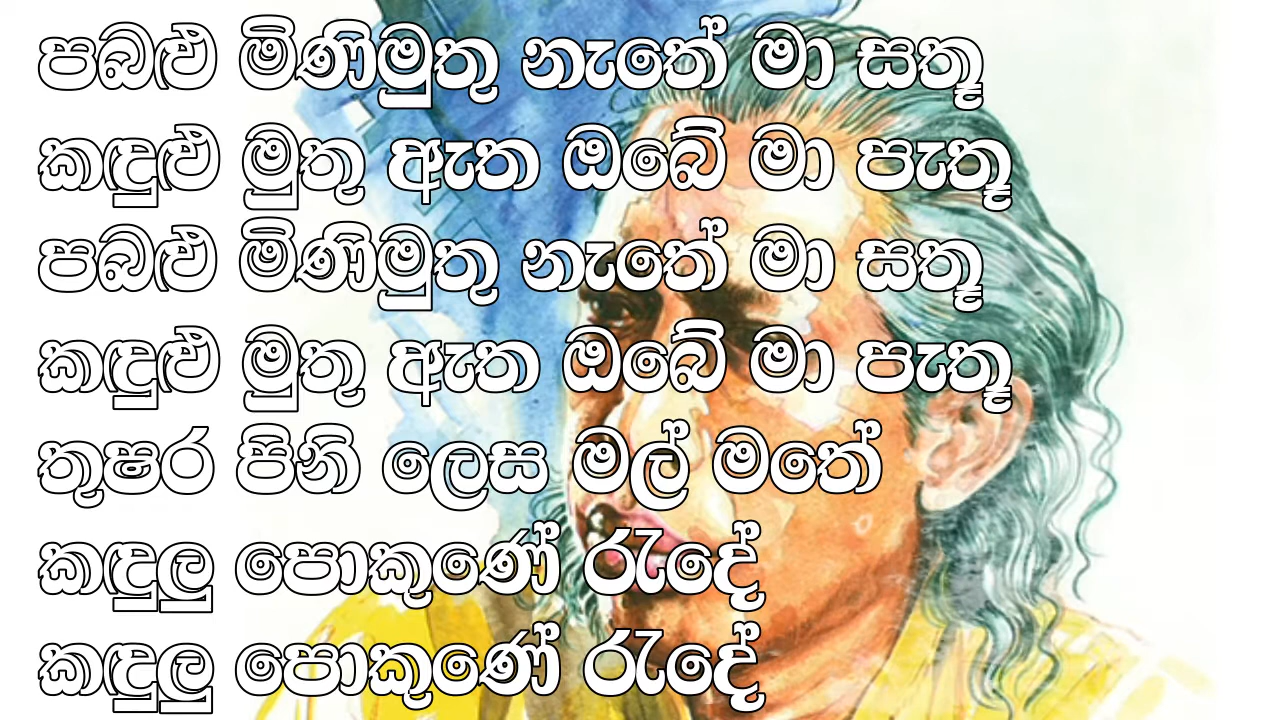 පබළු මිණිමුතු නැතේ මා සතූ
කඳුළු මුතු ඇත ඔබේ මා පැතූ
පබළු මිණිමුතු නැතේ මා සතූ
කඳුළු මුතු ඇත ඔබේ මා පැතූ
තුෂර පිනි ලෙස මල් මතේ
කඳුලු පොකුණේ රැඳේ
කඳුලු පොකුණේ රැඳේ